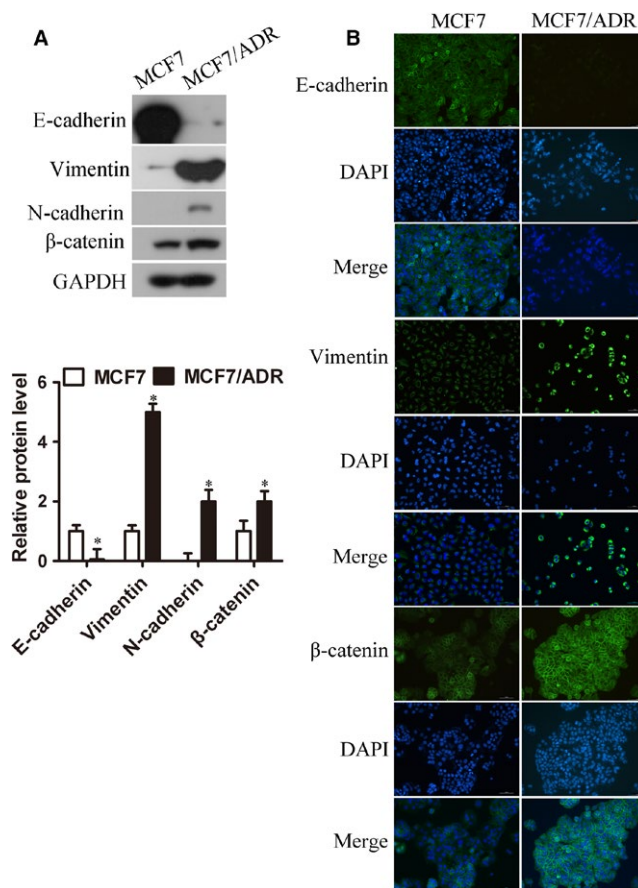 A
MCF7 MCF7/ADR
E-cadherin
Vimentin
N-cadherin
β-catenin
GAPDH
MCF7 MCF7/ADR
Relative protein level
6
4
2
0
* * * *
E-cadherin Vimentin N-cadherin β-catenin
B
MCF7 MCF7/ADR
E-cadherin
DAPI
Merge
Vimentin
DAPI
Merge
β-catenin
DAPI
Merge